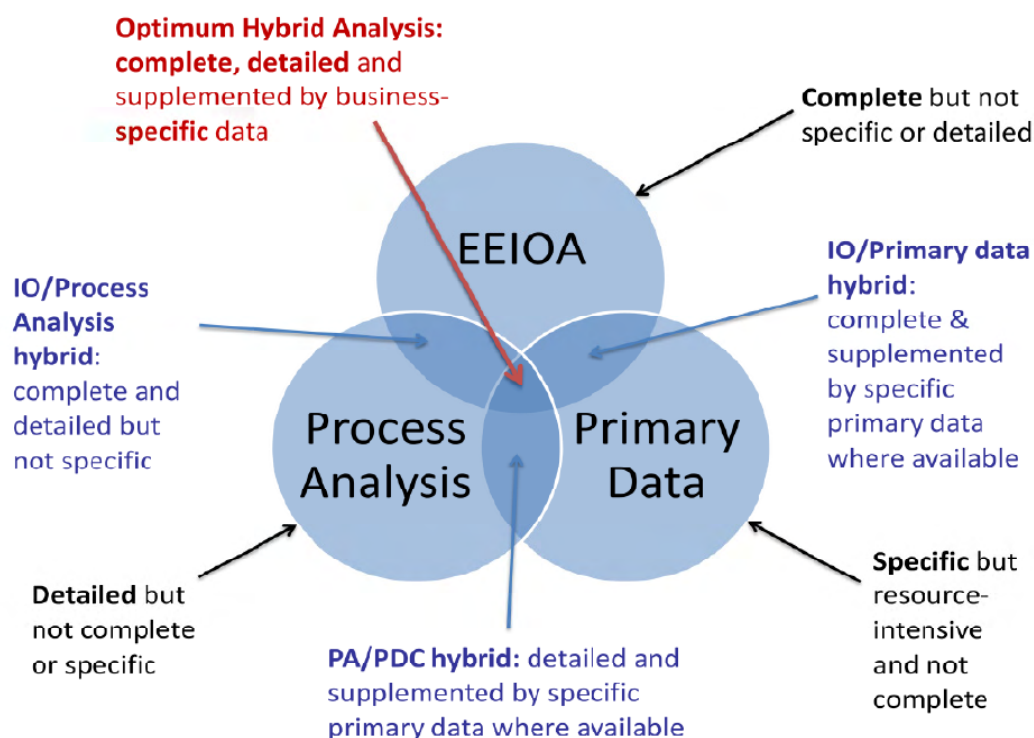 Optimum Hybrid Analysis:
complete, detailed and
supplemented by business-
specific data
Complete but not
specific or detailed
EEIOA
IO/Process
Analysis
hybrid:
complete and
detailed but
not specific
IO/Primary data
hybrid:
complete &
supplemented
by specific
primary data
where available
Process
Analysis
Primary
Data
Detailed but
not complete
or specific
PA/PDC hybrid: detailed and
supplemented by specific
primary data where available
Specific but
resource-
intensive
and not
complete